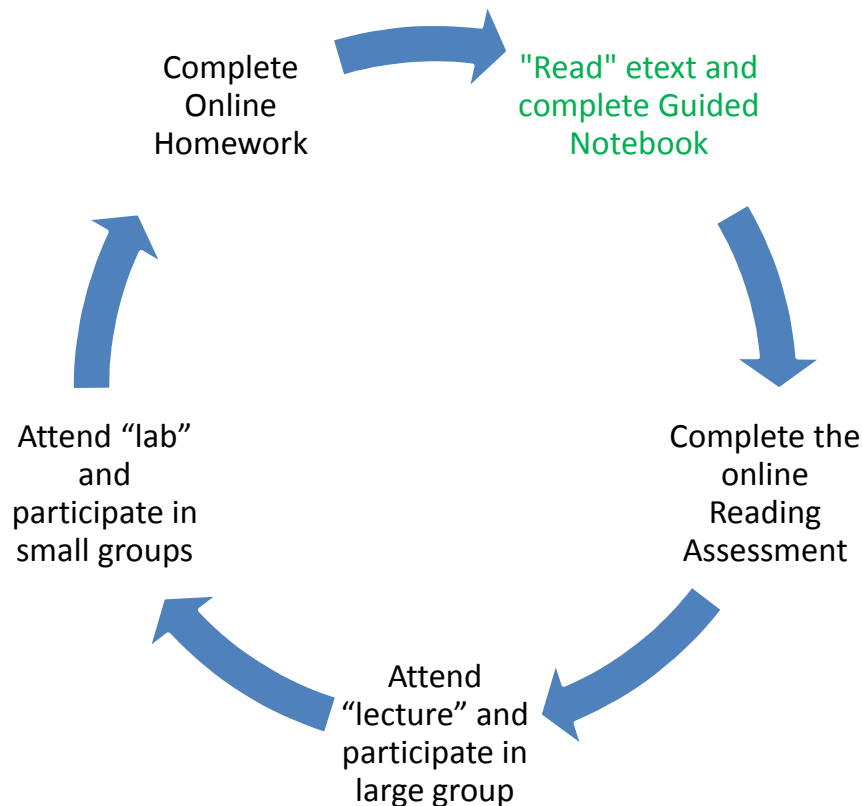 Complete
Online
Homework
"Read" etext and
complete Guided
Notebook
Complete the
online
Reading
Assessment
Attend
“lecture” and
participate in
large group
Attend “lab”
and
participate in
small groups